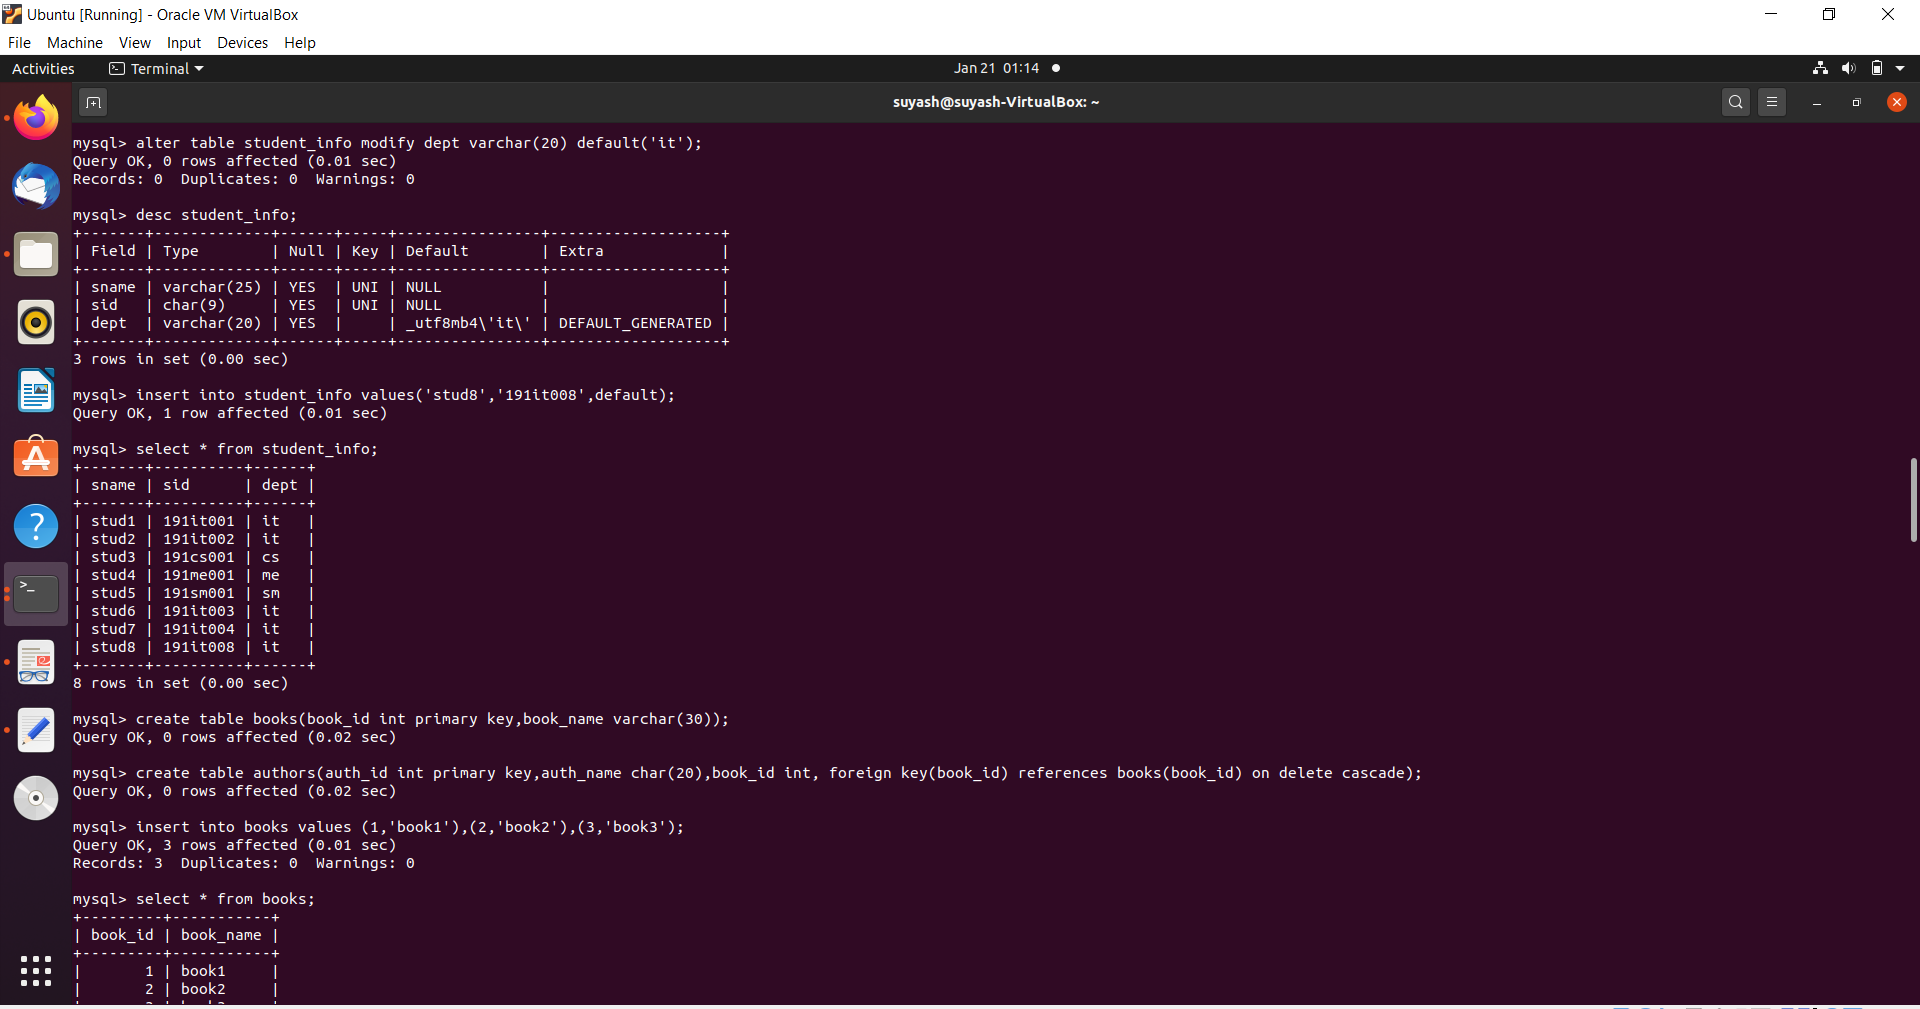 Ubuntu [Running] - Oracle VM VirtualBox
File Machine View Input Devices Help
Activities Terminal Jan 21 01:14
suyash@suyash-VirtualBox: ~
mysql> alter table student_info modify dept varchar(20) default('it');
Query OK, 0 rows affected (0.01 sec)
Records: 0  Duplicates: 0  Warnings: 0
mysql> desc student_info;
+-------+-------------+------+-----+----------------+-------------------+
| Field | Type        | Null | Key | Default        | Extra             |
+-------+-------------+------+-----+----------------+-------------------+
| sname | varchar(25) | YES  | UNI | NULL           |                   |
| sid   | char(9)     | YES  | UNI | NULL           |                   |
| dept  | varchar(20) | YES  |     | _utf8mb4\'it\' | DEFAULT_GENERATED |
+-------+-------------+------+-----+----------------+-------------------+
3 rows in set (0.00 sec)
mysql> insert into student_info values('stud8','191it008',default);
Query OK, 1 row affected (0.01 sec)
mysql> select * from student_info;
+-------+----------+------+
| sname | sid      | dept |
+-------+----------+------+
| stud1 | 191it001 | it   |
| stud2 | 191it002 | it   |
| stud3 | 191cs001 | cs   |
| stud4 | 191me001 | me   |
| stud5 | 191sm001 | sm   |
| stud6 | 191it003 | it   |
| stud7 | 191it004 | it   |
| stud8 | 191it008 | it   |
+-------+----------+------+
8 rows in set (0.00 sec)
mysql> create table books(book_id int primary key,book_name varchar(30));
Query OK, 0 rows affected (0.02 sec)
mysql> create table authors(auth_id int primary key,auth_name char(20),book_id int, foreign key(book_id) references books(book_id) on delete cascade);
Query OK, 0 rows affected (0.02 sec)
mysql> insert into books values (1,'book1'),(2,'book2'),(3,'book3');
Query OK, 3 rows affected (0.01 sec)
Records: 3  Duplicates: 0  Warnings: 0
mysql> select * from books;
+---------+-----------+
| book_id | book_name |
+---------+-----------+
|       1 | book1     |
|       2 | book2     |